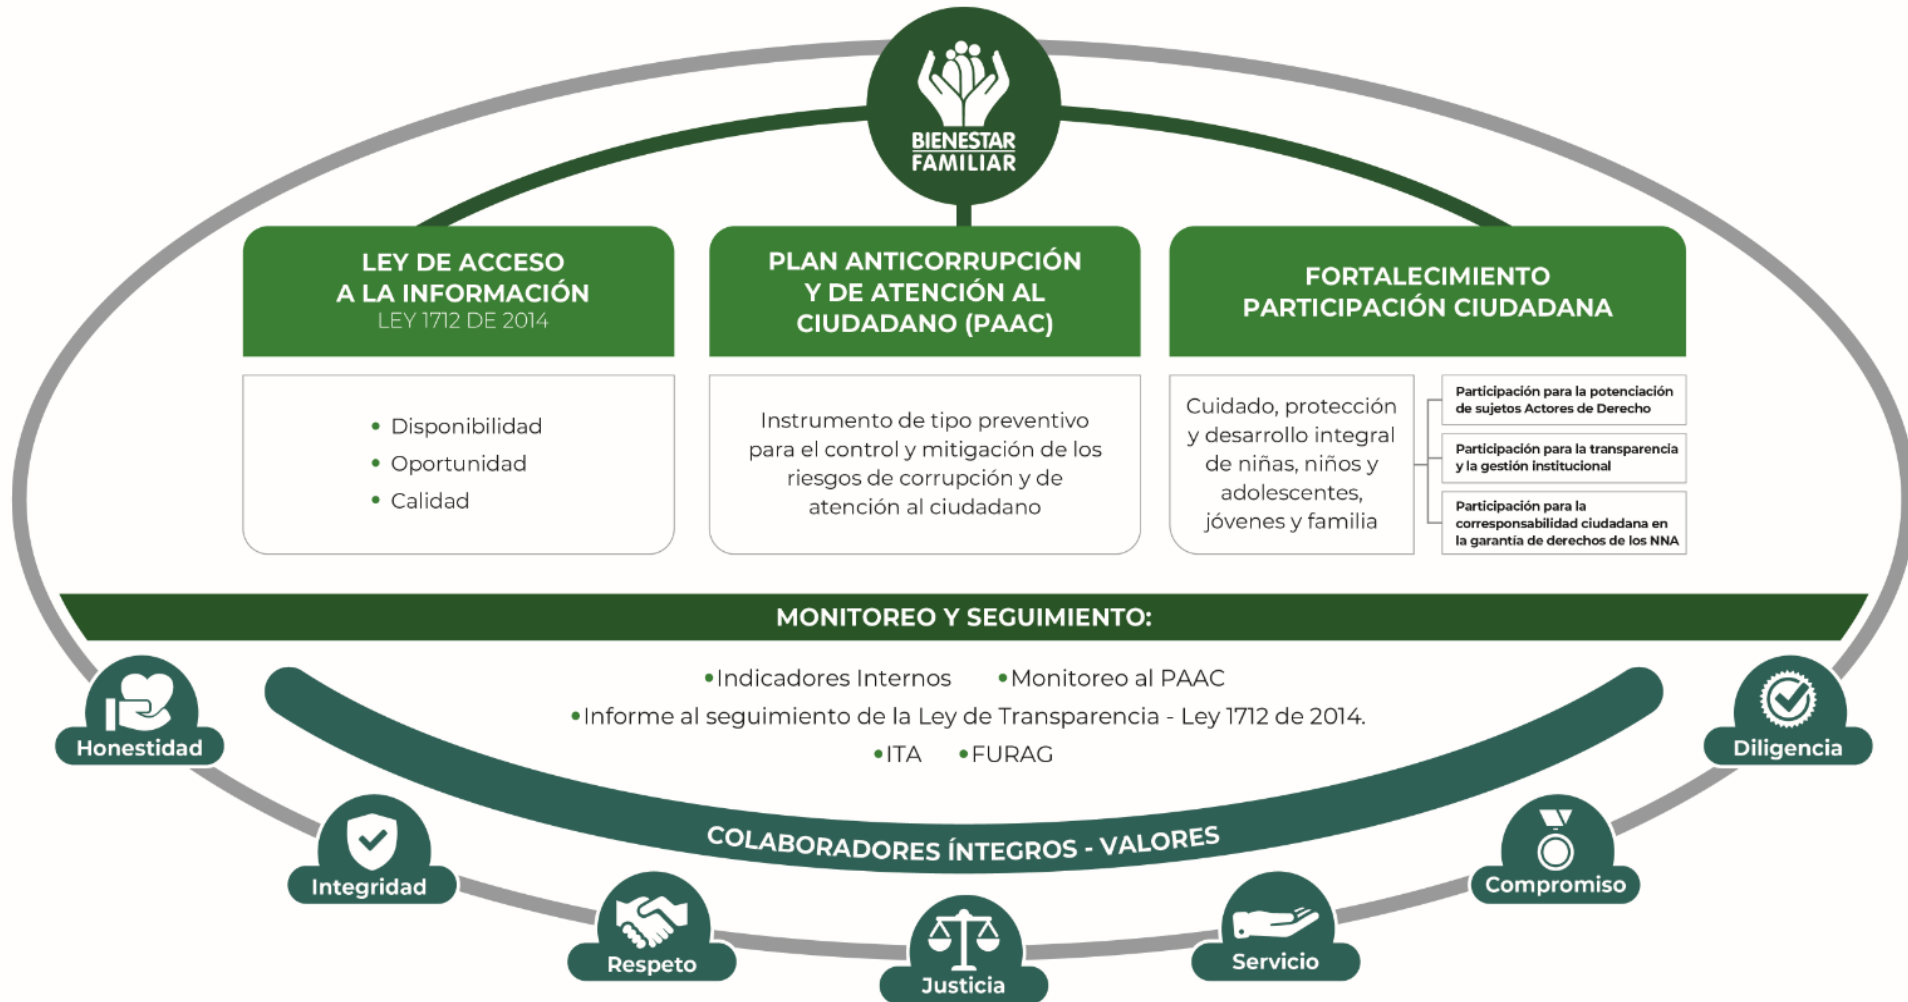 BIENESTAR
FAMILIAR
LEY DE ACCESO
A LA INFORMACIÓN
LEY 1712 DE 2014
• Disponibilidad
• Oportunidad
• Calidad
PLAN ANTICORRUPCIÓN
Y DE ATENCIÓN AL
CIUDADANO (PAAC)
Instrumento de tipo preventivo
para el control y mitigación de los
riesgos de corrupción y de
atención al ciudadano
FORTALECIMIENTO
PARTICIPACIÓN CIUDADANA
Cuidado, protección
y desarrollo integral
de niñas, niños y
adolescentes,
jóvenes y familia
Participación para la potenciación
de sujetos Actores de Derecho
Participación para la transparencia
y la gestión institucional
Participación para la
corresponsabilidad ciudadana en
la garantía de derechos de los NNA
MONITOREO Y SEGUIMIENTO:
•Indicadores Internos •Monitoreo al PAAC
•Informe al seguimiento de la Ley de Transparencia - Ley 1712 de 2014.
•ITA •FURAG
COLABORADORES ÍNTEGROS - VALORES
Honestidad
Integridad
Respeto
Justicia
Servicio
Compromiso
Diligencia